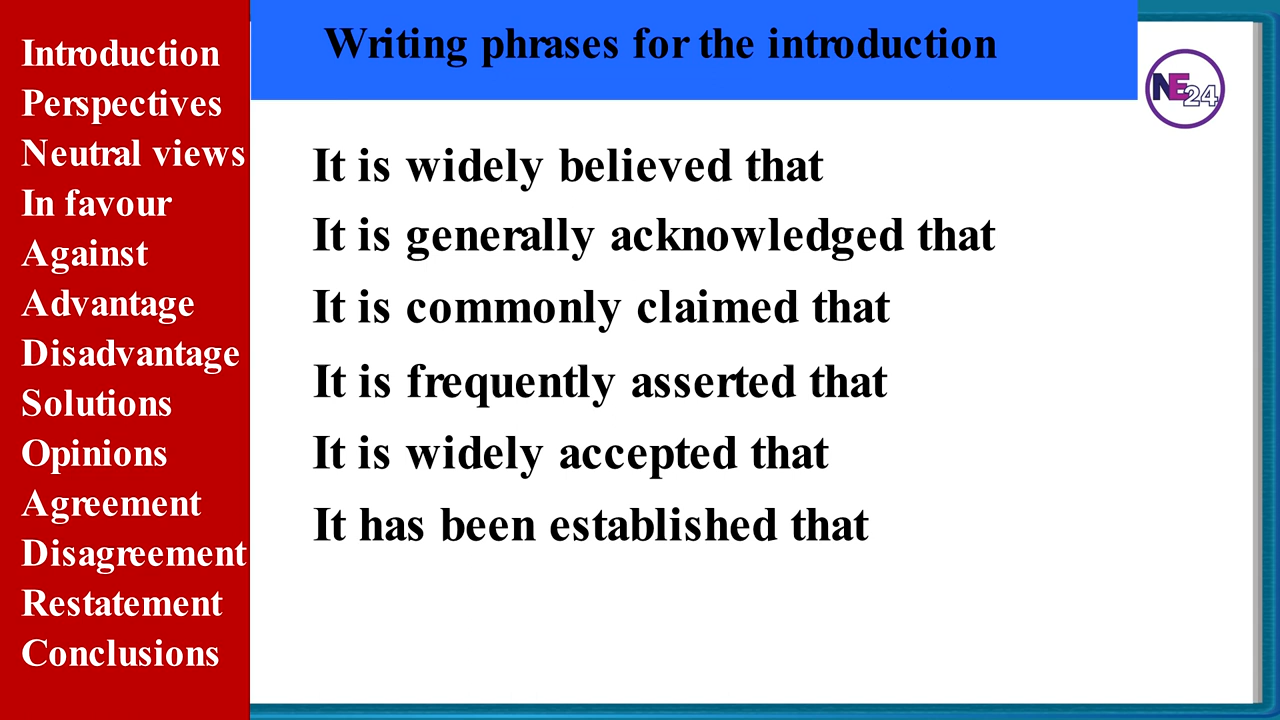 Introduction
Perspectives
Neutral views
In favour
Against
Advantage
Disadvantage
Solutions
Opinions
Agreement
Disagreement
Restatement
Conclusions
Writing phrases for the introduction
NE24
It is widely believed that
It is generally acknowledged that
It is commonly claimed that
It is frequently asserted that
It is widely accepted that
It has been established that